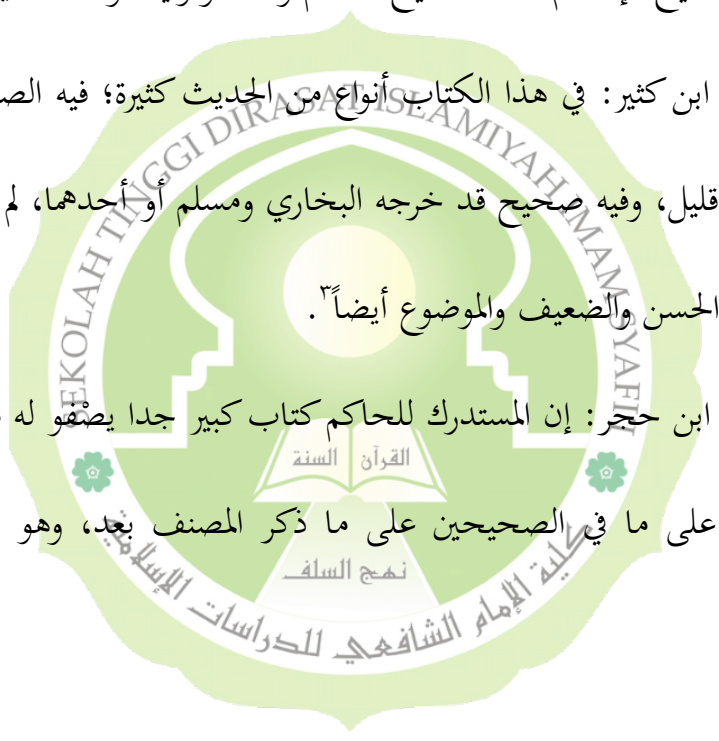 ابن كثير: في هذا الكتاب أنواع من الحديث كثيرة؛ فيه
قليل، وفيه صحيح قد خرجه البخاري ومسلم أو أحدهما، لم
الحسن والضعيف والموضوع أيضاً٣.
ابن حجر: إن المستدرك للحاكم كتاب كبير جدا يصْفو له
على ما في الصحيحين على ما ذكر المصنف بعد، وهو
SEKOLAH TINGGI DIRASAT ISLAMIYAH IMAM SYAFI'I
القرآن السنة
نهج السلف
كلية الإمام الشافعي للدراسات الإسلامية